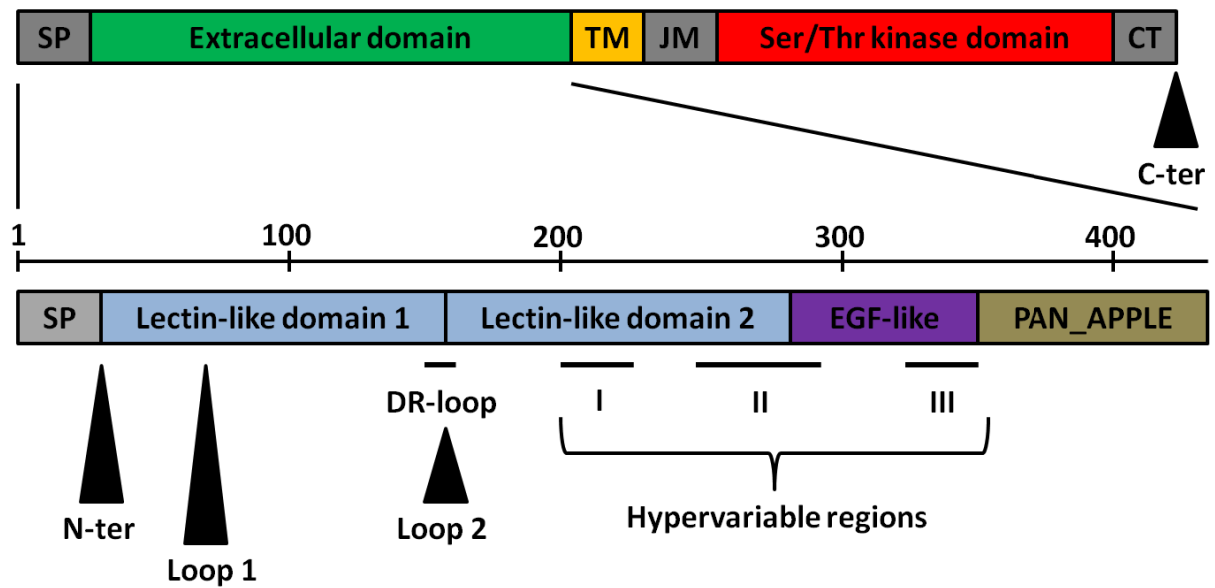 SP Extracellular domain TM JM Ser/Thr kinase domain CT
C-ter
1 100 200 300 400
SP Lectin-like domain 1 Lectin-like domain 2 EGF-like PAN_APPLE
DR-loop I II III
N-ter Loop 2 Hypervariable regions
Loop 1